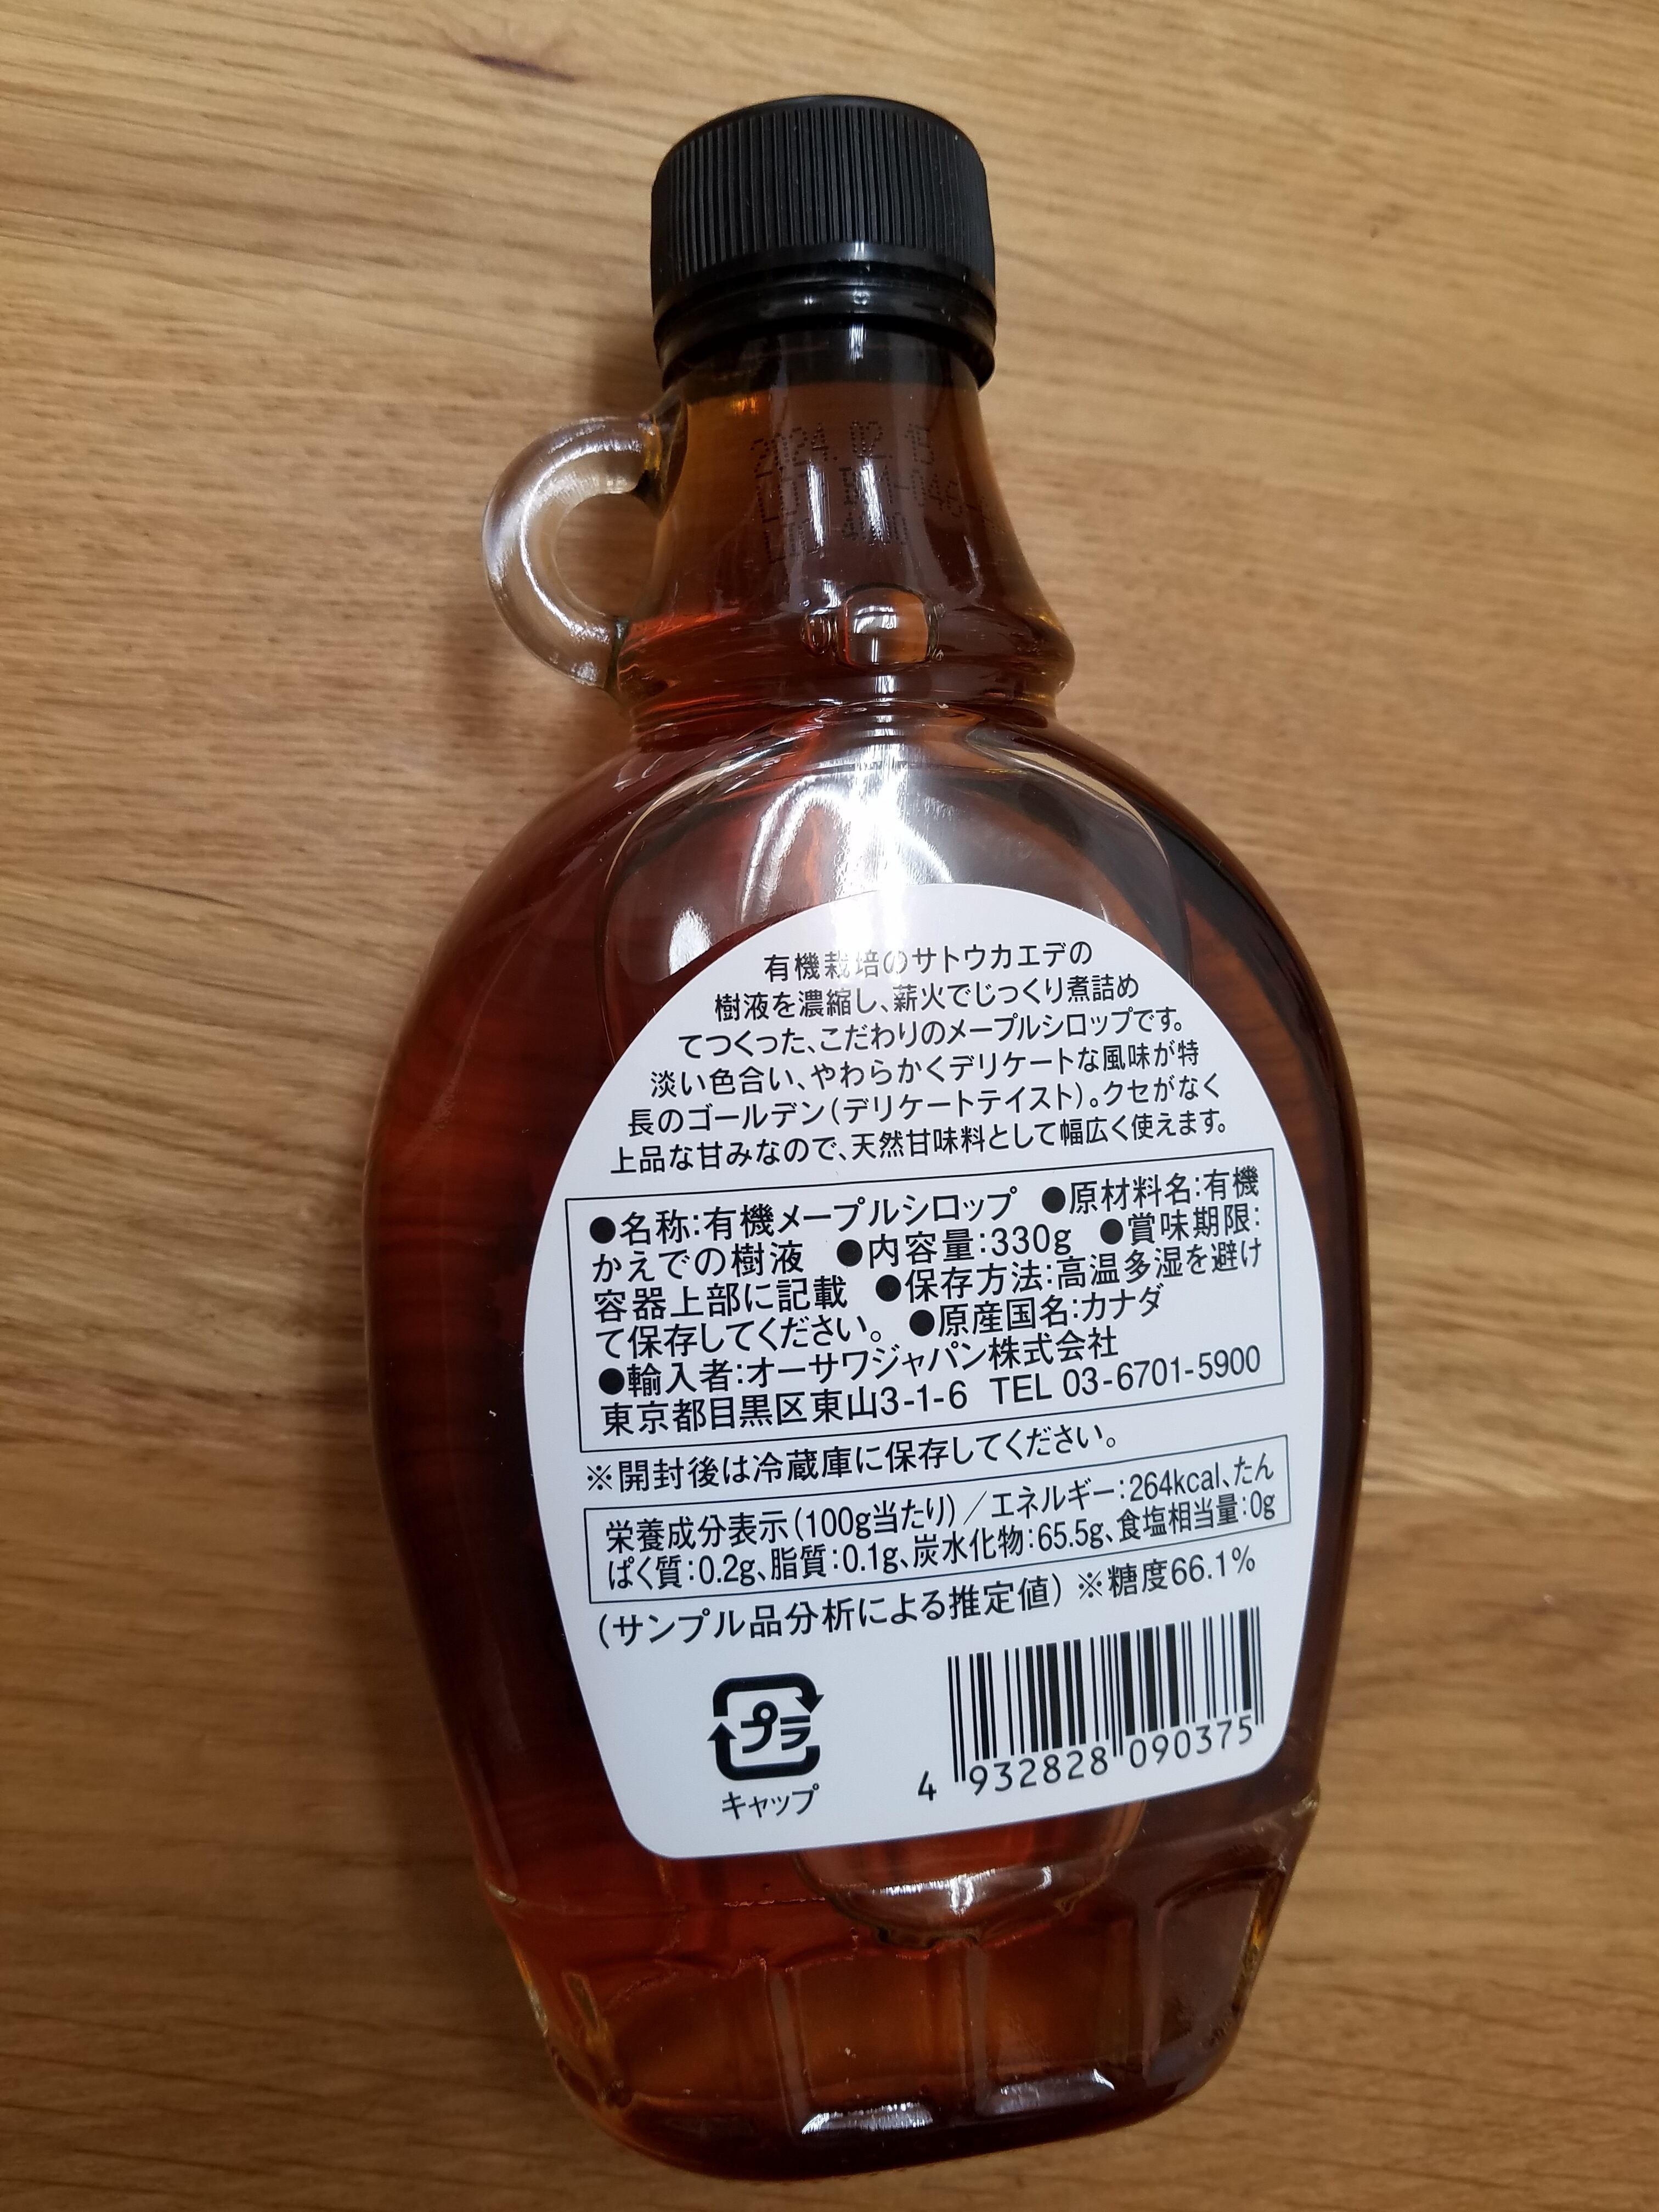 2024.02.15
有機栽培のサトウカエデの
樹液を濃縮し、薪火でじっくり煮詰め
てつくった、こだわりのメープルシロップです。
淡い色合い、やわらかくデリケートな風味が特
長のゴールデン(デリケートテイスト)。クセがなく
上品な甘みなので、天然甘味料として幅広く使えます。
●名称:有機メープルシロップ ●原材料名:有機
かえでの樹液 ●内容量:330g ●賞味期限:
容器上部に記載 ●保存方法:高温多湿を避け
て保存してください。 ●原産国名:カナダ
●輸入者:オーサワジャパン株式会社
東京都目黒区東山3-1-6 TEL 03-6701-5900
※開封後は冷蔵庫に保存してください。
栄養成分表示(100g当たり)/エネルギー:264kcal、たん
ぱく質:0.2g、脂質:0.1g、炭水化物:65.5g、食塩相当量:0g
(サンプル品分析による推定値) ※糖度66.1%
プラ
キャップ
4 932828 090375